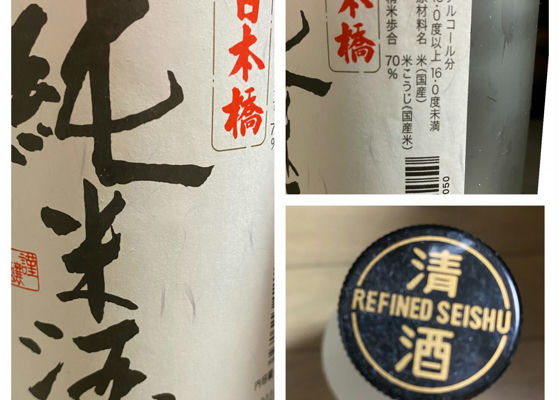 純米酒
日本橋
謹撰
本橋
アルコール分
15.0度以上16.0度未満
原材料名 米(国産)
米こうじ(国産米)
精米歩合 70%
清
REFINED SEISHU
酒